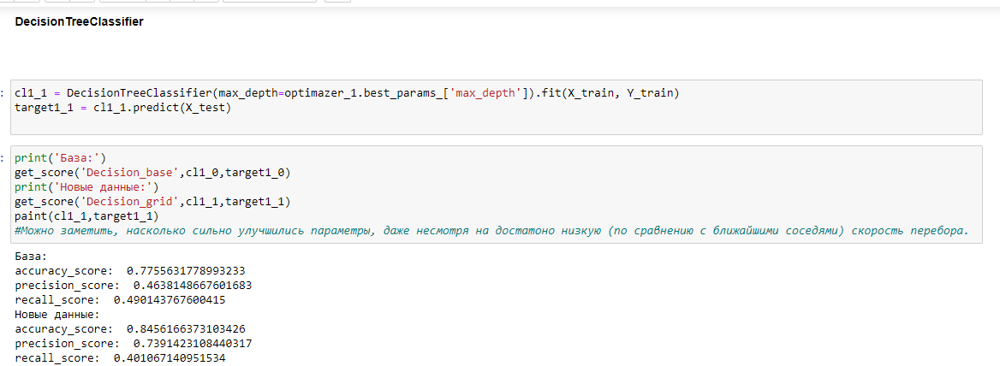 DecisionTreeClassifier
: cl1_1 = DecisionTreeClassifier(max_depth=optimazer_1.best_params_['max_depth']).fit(X_train, Y_train)
target1_1 = cl1_1.predict(X_test)
: print('База:')
get_score('Decision_base',cl1_0,target1_0)
print('Новые данные:')
get_score('Decision_grid',cl1_1,target1_1)
paint(cl1_1,target1_1)
#Можно заметить, насколько сильно улучшились параметры, даже несмотря на достатоно низкую (по сравнению с ближайшими соседями) скорость перебора.
База:
accuracy_score:  0.7755631778993233
precision_score:  0.4638148667601683
recall_score:  0.490143767600415
Новые данные:
accuracy_score:  0.8456166373103426
precision_score:  0.7391423108440317
recall_score:  0.401067140951534